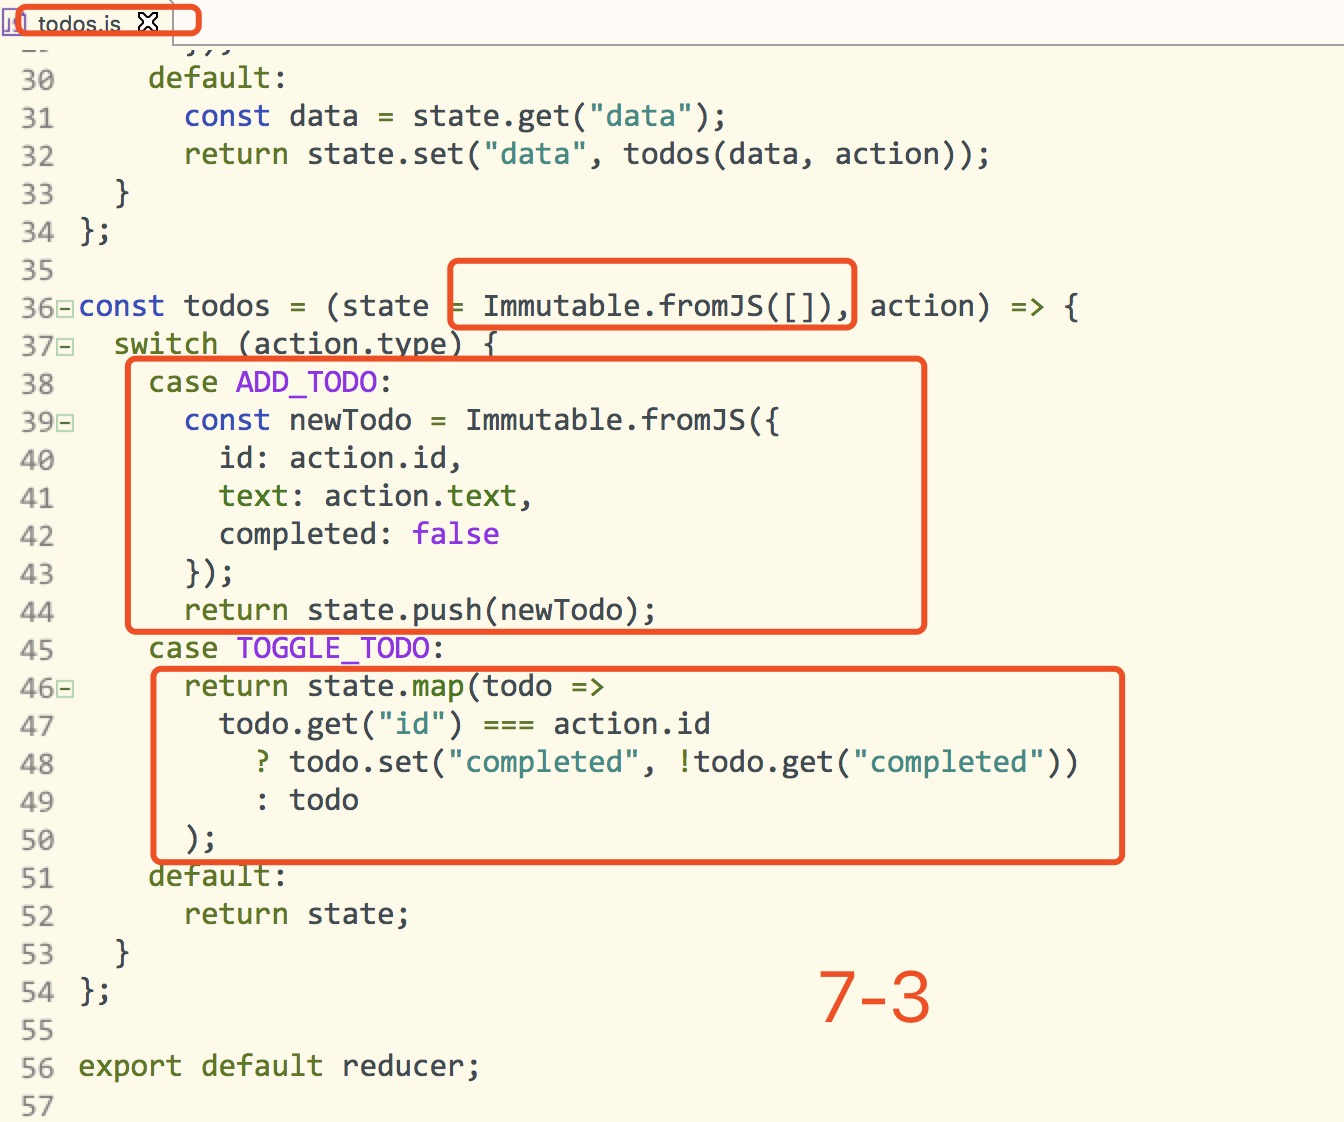 todos.js
30 default:
31 const data = state.get("data");
32 return state.set("data", todos(data, action));
33 }
34 };
35
36 const todos = (state = Immutable.fromJS([]), action) => {
37 switch (action.type) {
38 case ADD_TODO:
39 const newTodo = Immutable.fromJS({
40 id: action.id,
41 text: action.text,
42 completed: false
43 });
44 return state.push(newTodo);
45 case TOGGLE_TODO:
46 return state.map(todo =>
47 todo.get("id") === action.id
48 ? todo.set("completed", !todo.get("completed"))
49 : todo
50 );
51 default:
52 return state;
53 }
54 };
55
56 export default reducer;
57
7-3